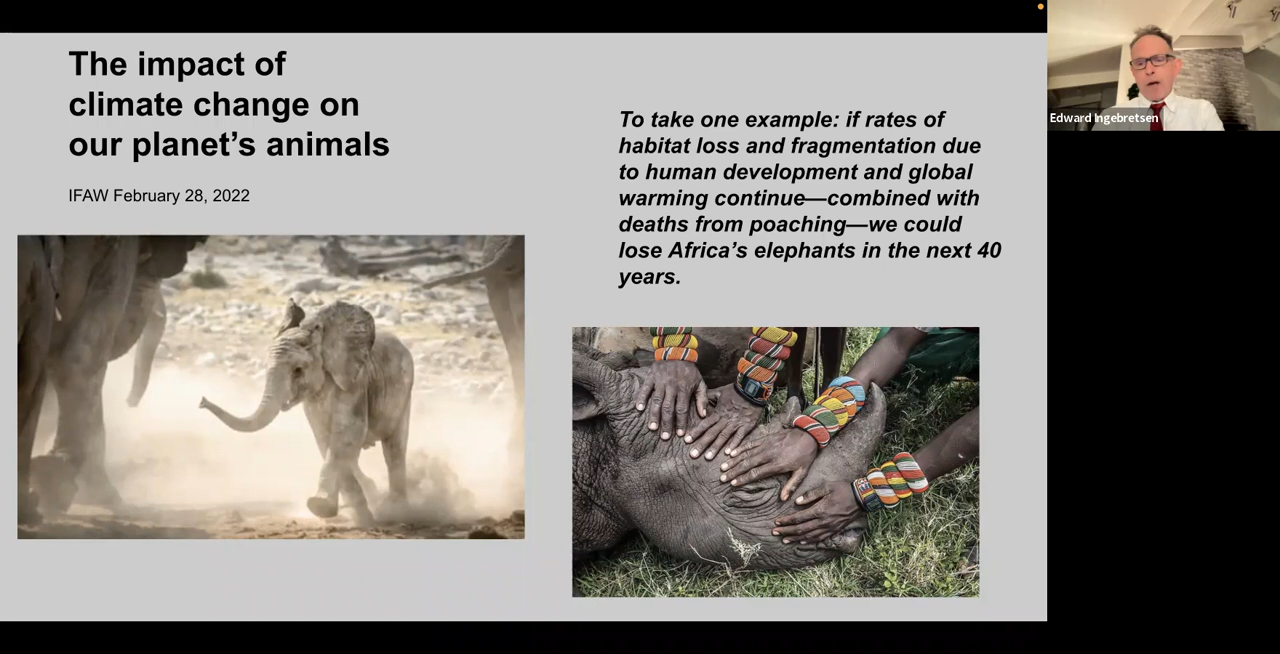 The impact of
climate change on
our planet’s animals
IFAW February 28, 2022
To take one example: if rates of
habitat loss and fragmentation due
to human development and global
warming continue—combined with
deaths from poaching—we could
lose Africa’s elephants in the next 40
years.
Edward Ingebretsen